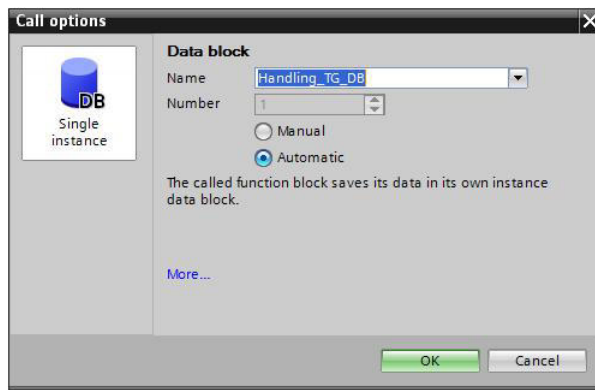 Call options
DB
Single
instance
Data block
Name
Handling_TG_DB
Number
1
Manual
Automatic
The called function block saves its data in its own instance
data block.
More...
OK
Cancel